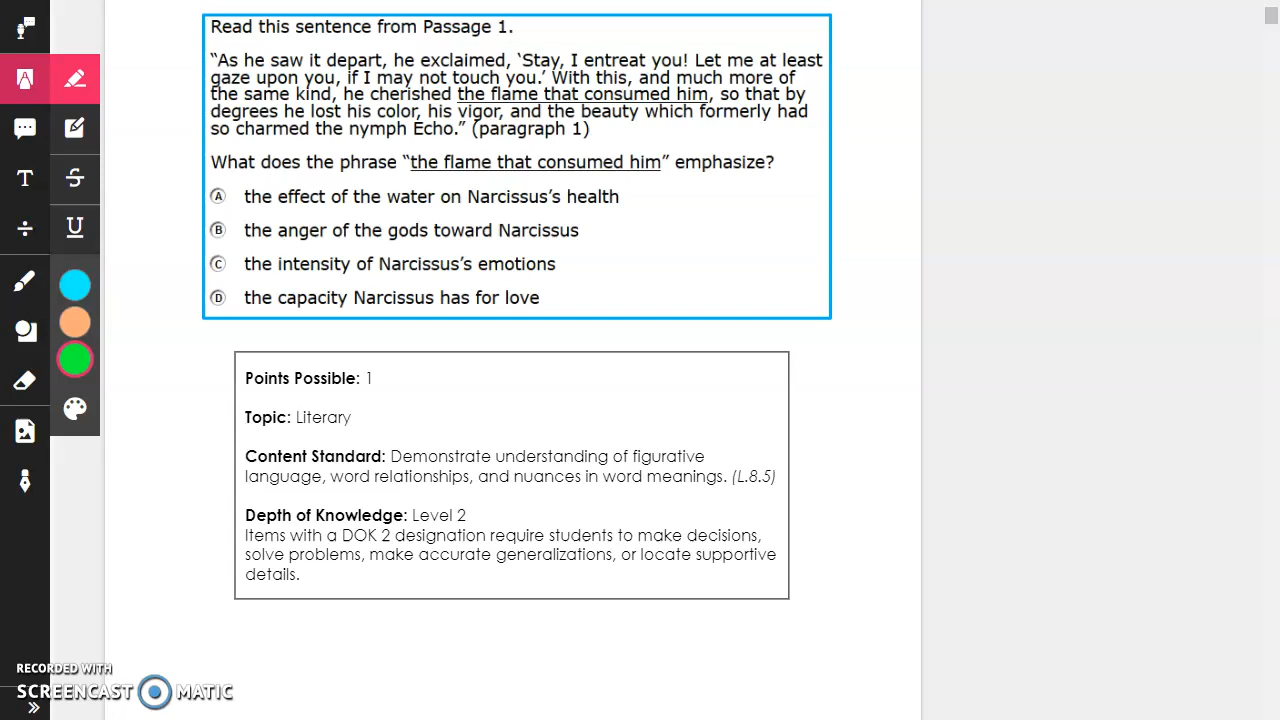 Read this sentence from Passage 1.
“As he saw it depart, he exclaimed, ‘Stay, I entreat you! Let me at least
gaze upon you, if I may not touch you.’ With this, and much more of
the same kind, he cherished the flame that consumed him, so that by
degrees he lost his color, his vigor, and the beauty which formerly had
so charmed the nymph Echo.” (paragraph 1)
What does the phrase “the flame that consumed him” emphasize?
A the effect of the water on Narcissus’s health
B the anger of the gods toward Narcissus
C the intensity of Narcissus’s emotions
D the capacity Narcissus has for love
Points Possible: 1
Topic: Literary
Content Standard: Demonstrate understanding of figurative
language, word relationships, and nuances in word meanings. (L.8.5)
Depth of Knowledge: Level 2
Items with a DOK 2 designation require students to make decisions,
solve problems, make accurate generalizations, or locate supportive
details.
RECORDED WITH
SCREENCAST MATIC